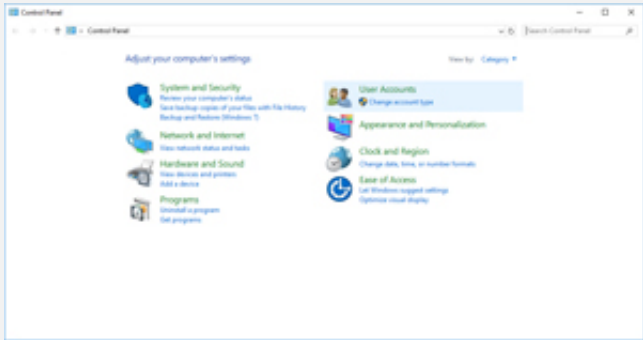 Control Panel
Control Panel
Search Control Panel
Adjust your computer's settings
View by: Category
System and Security
Review your computer's status
Save backup copies of your files with File History
Backup and Restore (Windows 7)
Network and Internet
View network status and tasks
Hardware and Sound
View devices and printers
Add a device
Programs
Uninstall a program
Get programs
User Accounts
Change account type
Appearance and Personalization
Clock and Region
Change date, time, or number formats
Ease of Access
Let Windows suggest settings
Optimize visual display